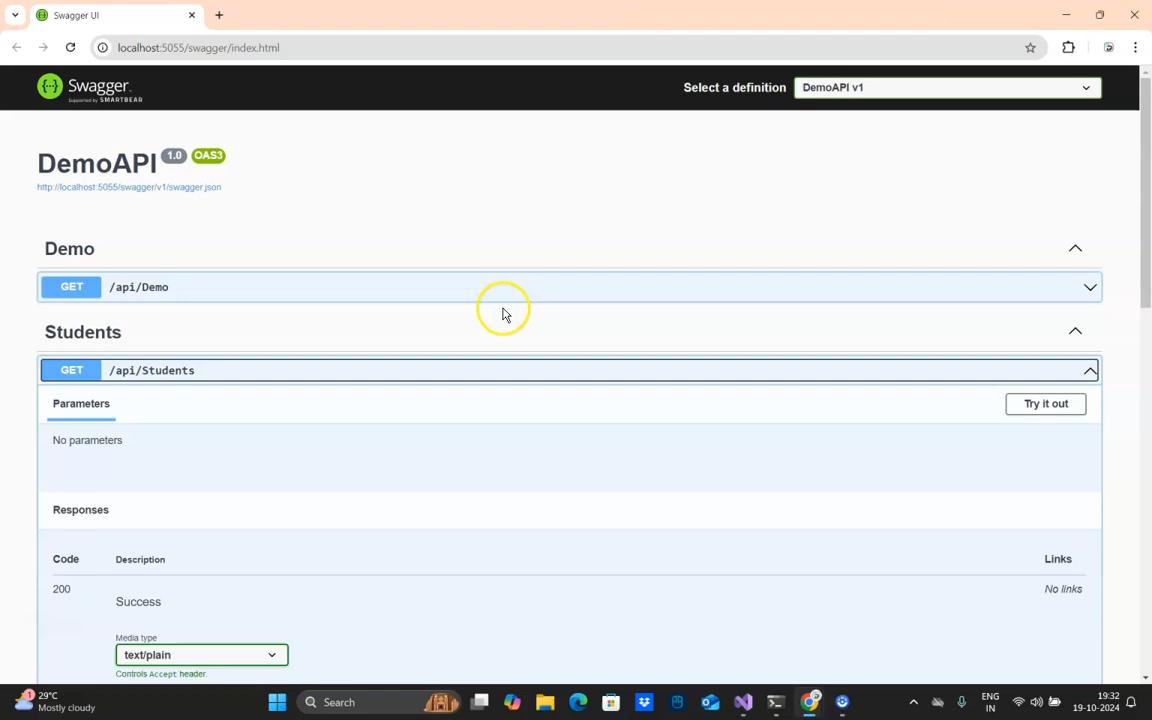 Swagger UI
localhost:5055/swagger/index.html
Swagger.
Supported by SMARTBEAR
Select a definition
DemoAPI v1
DemoAPI 1.0 OAS3
http://localhost:5055/swagger/v1/swagger.json
Demo
GET /api/Demo
Students
GET /api/Students
Parameters
Try it out
No parameters
Responses
Code Description Links
200 Success No links
Media type
text/plain
Controls Accept header.
1
29°C
Mostly cloudy
Search
ENG
IN
19:32
19-10-2024